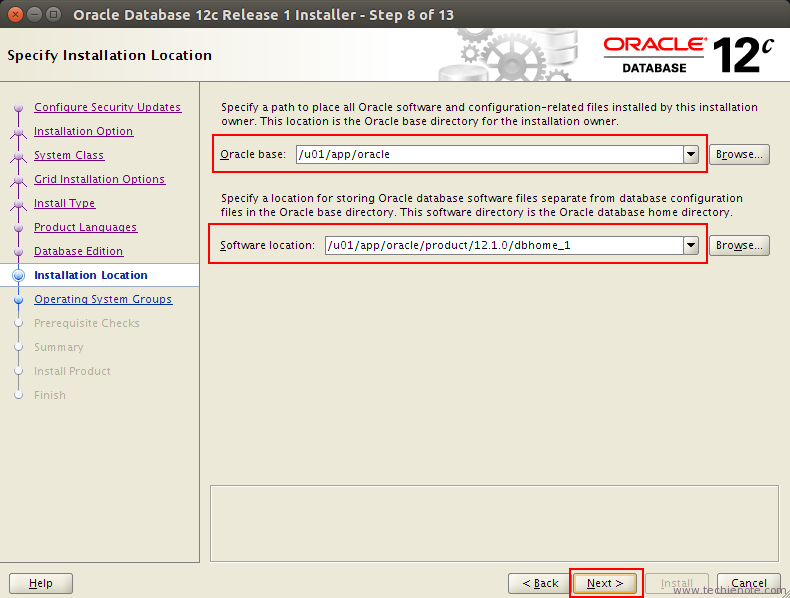 Oracle Database 12c Release 1 Installer - Step 8 of 13
Specify Installation Location
ORACLE®
DATABASE
12c
Configure Security Updates
Installation Option
System Class
Grid Installation Options
Install Type
Product Languages
Database Edition
Installation Location
Operating System Groups
Prerequisite Checks
Summary
Install Product
Finish
Specify a path to place all Oracle software and configuration-related files installed by this installation
owner. This location is the Oracle base directory for the installation owner.
Oracle base: /u01/app/oracle Browse...
Specify a location for storing Oracle database software files separate from database configuration
files in the Oracle base directory. This software directory is the Oracle database home directory.
Software location: /u01/app/oracle/product/12.1.0/dbhome_1 Browse...
Help < Back Next > Install Cancel
www.techienote.com